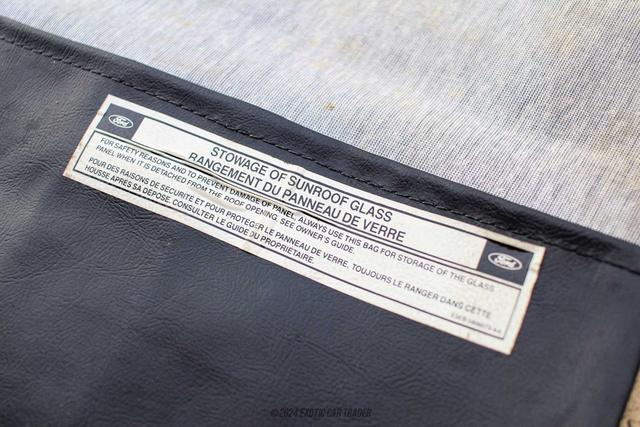 Ford
STOWAGE OF SUNROOF GLASS
RANGEMENT DU PANNEAU DE VERRE
Ford
FOR SAFETY REASONS AND TO PREVENT DAMAGE OF PANEL, ALWAYS USE THIS BAG FOR STORAGE OF THE GLASS
PANEL WHEN IT IS DETACHED FROM THE ROOF OPENING. SEE OWNER'S GUIDE.
POUR DES RAISONS DE SECURITÉ ET POUR PROTEGER LE PANNEAU DE VERRE, TOUJOURS LE RANGER DANS CETTE
HOUSSE APRES SA DEPOSE. CONSULTER LE GUIDE DU PROPRIETAIRE.
©2024 EXOTIC CAR TRADER